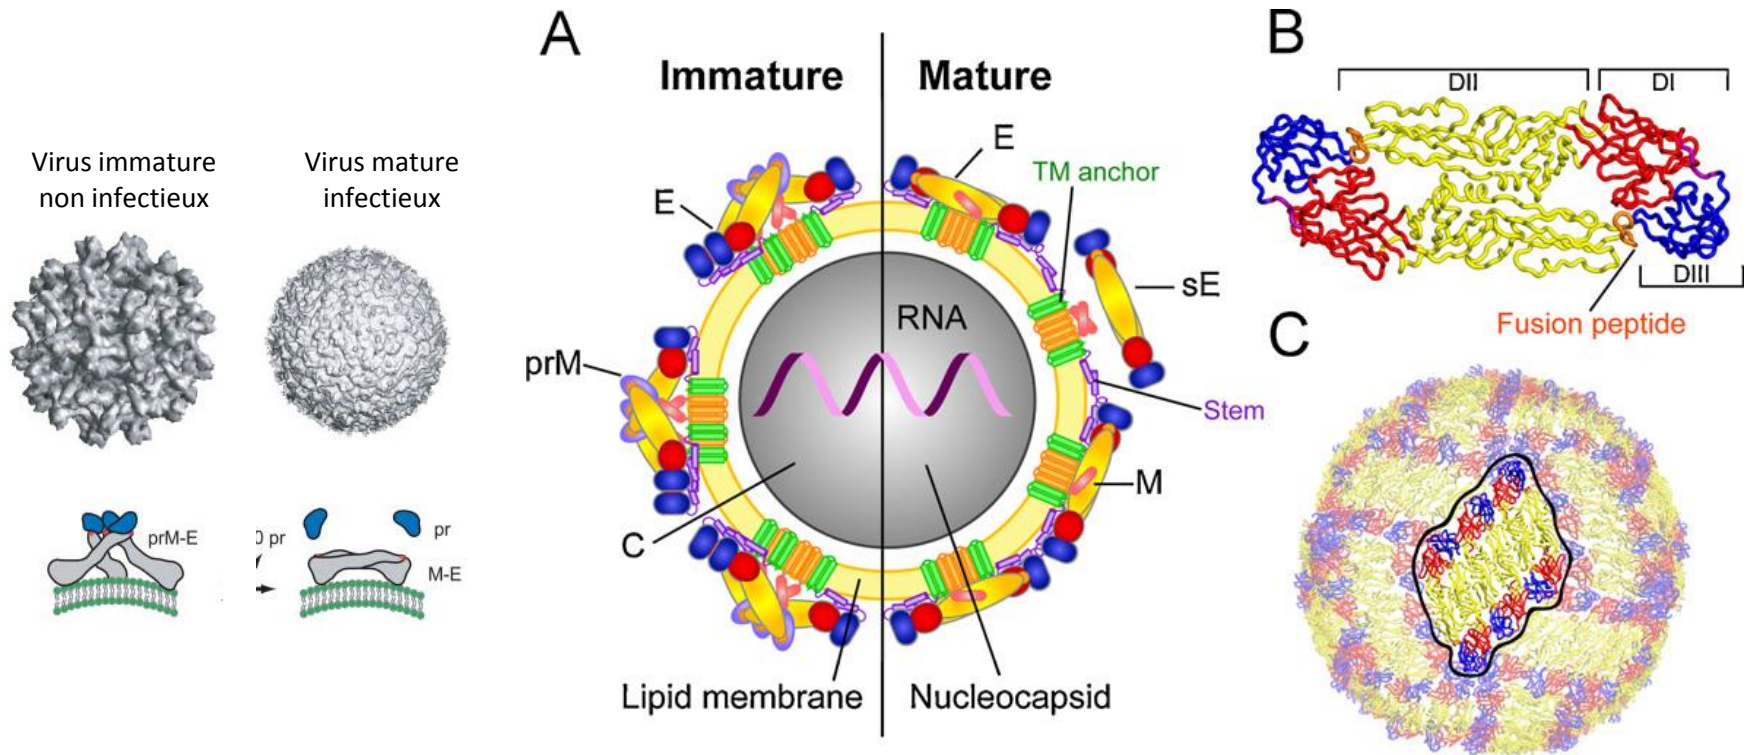 Virus immature
non infectieux
Virus mature
infectieux
prM-E
0 pr
pr
M-E
A
Immature
Mature
E
E
TM anchor
sE
RNA
prM
Stem
M
C
Lipid membrane
Nucleocapsid
B
DII
DI
DIII
Fusion peptide
C